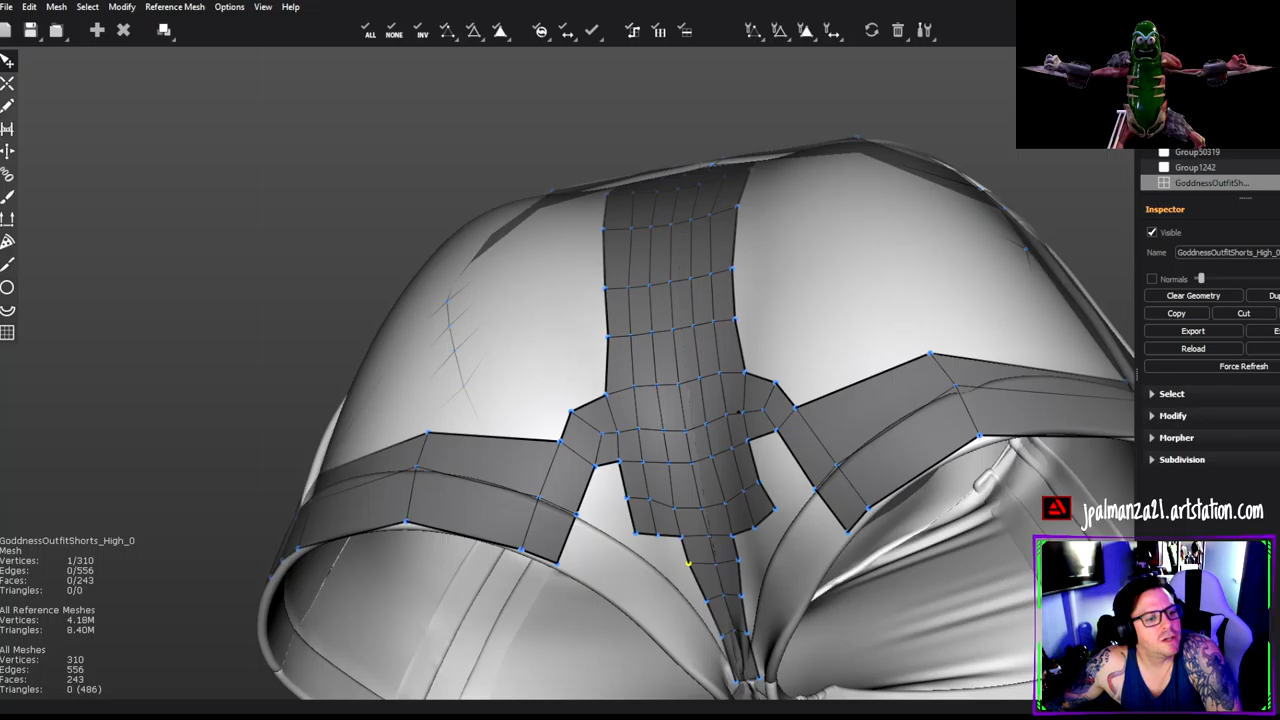 File Edit Mesh Select Modify Reference Mesh Options View Help
ALL NONE INV
Group50319
Group1242
GoddnessOutfitSh...
Inspector
Visible
Name GoddnessOutfitShorts_High_0
Normals
Clear Geometry Dup
Copy Cut
Export
Reload
Force Refresh
Select
Modify
Morpher
Subdivision
jpalmanza21.artstation.com
GoddnessOutfitShorts_High_0
Mesh
Vertices: 1/310
Edges: 0/556
Faces: 0/243
Triangles: 0/0
All Reference Meshes
Vertices: 4.18M
Triangles: 8.40M
All Meshes
Vertices: 310
Edges: 556
Faces: 243
Triangles: 0 (486)